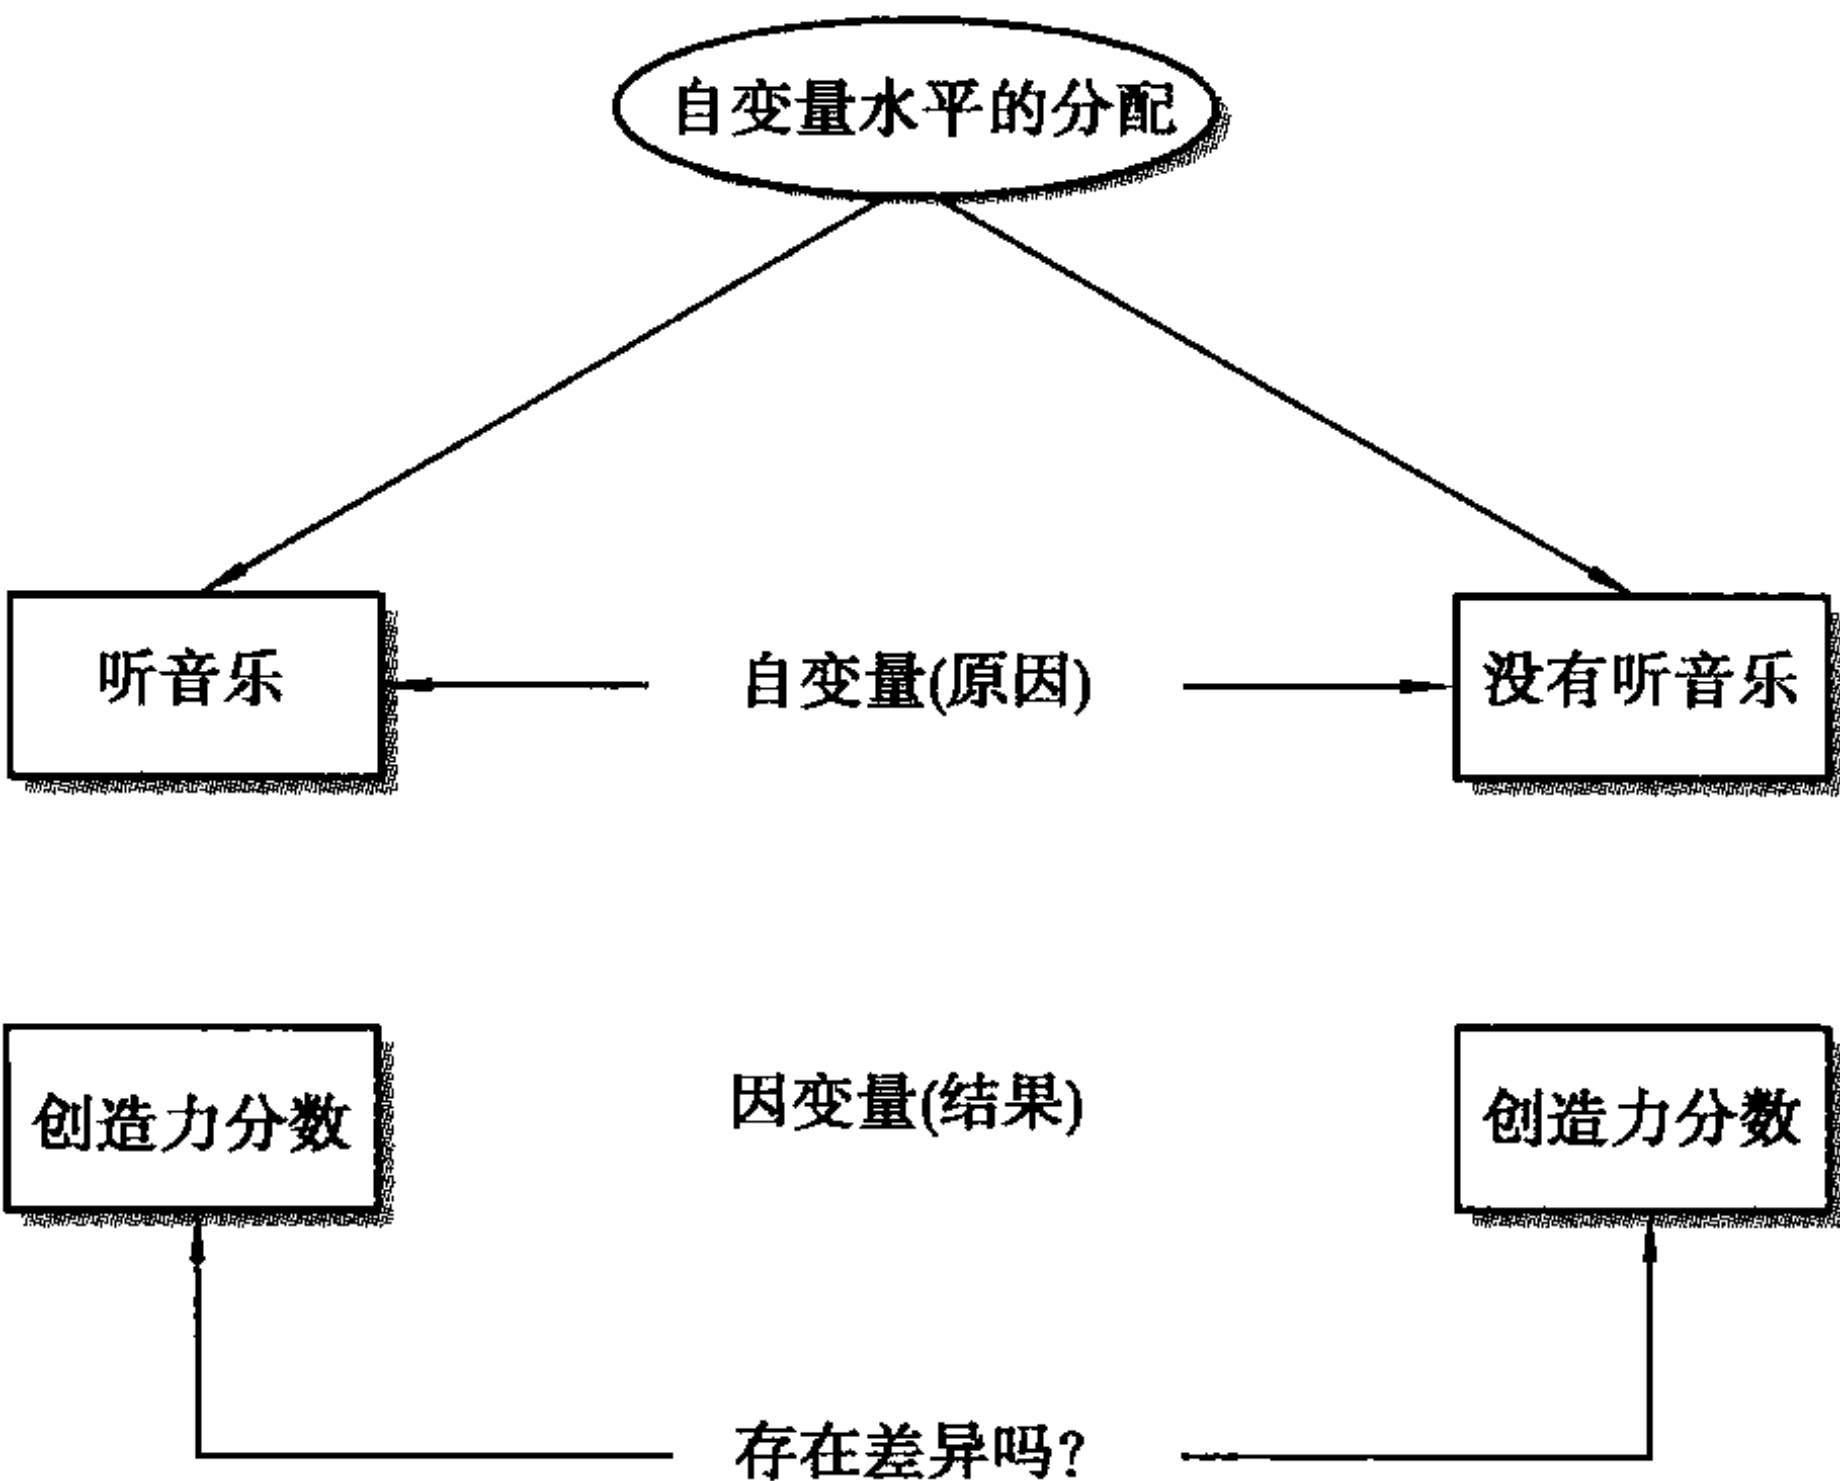 自变量水平的分配
听音乐
自变量(原因)
没有听音乐
创造力分数
因变量(结果)
创造力分数
存在差异吗?